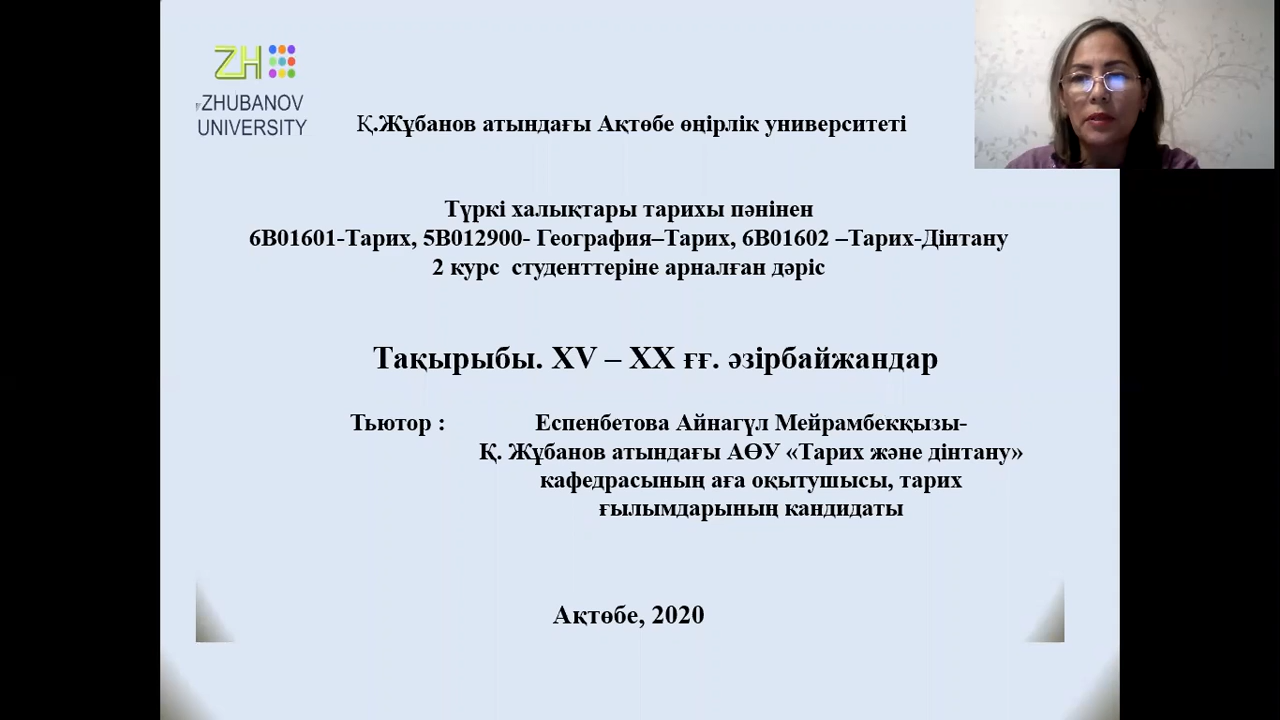 ZH
ZHUBANOV
UNIVERSITY
Қ.Жұбанов атындағы Ақтөбе өңірлік университеті
Түркі халықтары тарихы пәнінен
6В01601-Тарих, 5В012900- География–Тарих, 6В01602 –Тарих-Дінтану
2 курс студенттеріне арналған дәріс
Тақырыбы. XV – XX ғғ. әзірбайжандар
Тьютор : Еспенбетова Айнагүл Мейрамбекқызы-
Қ. Жұбанов атындағы АӨУ «Тарих және дінтану»
кафедрасының аға оқытушысы, тарих
ғылымдарының кандидаты
Ақтөбе, 2020